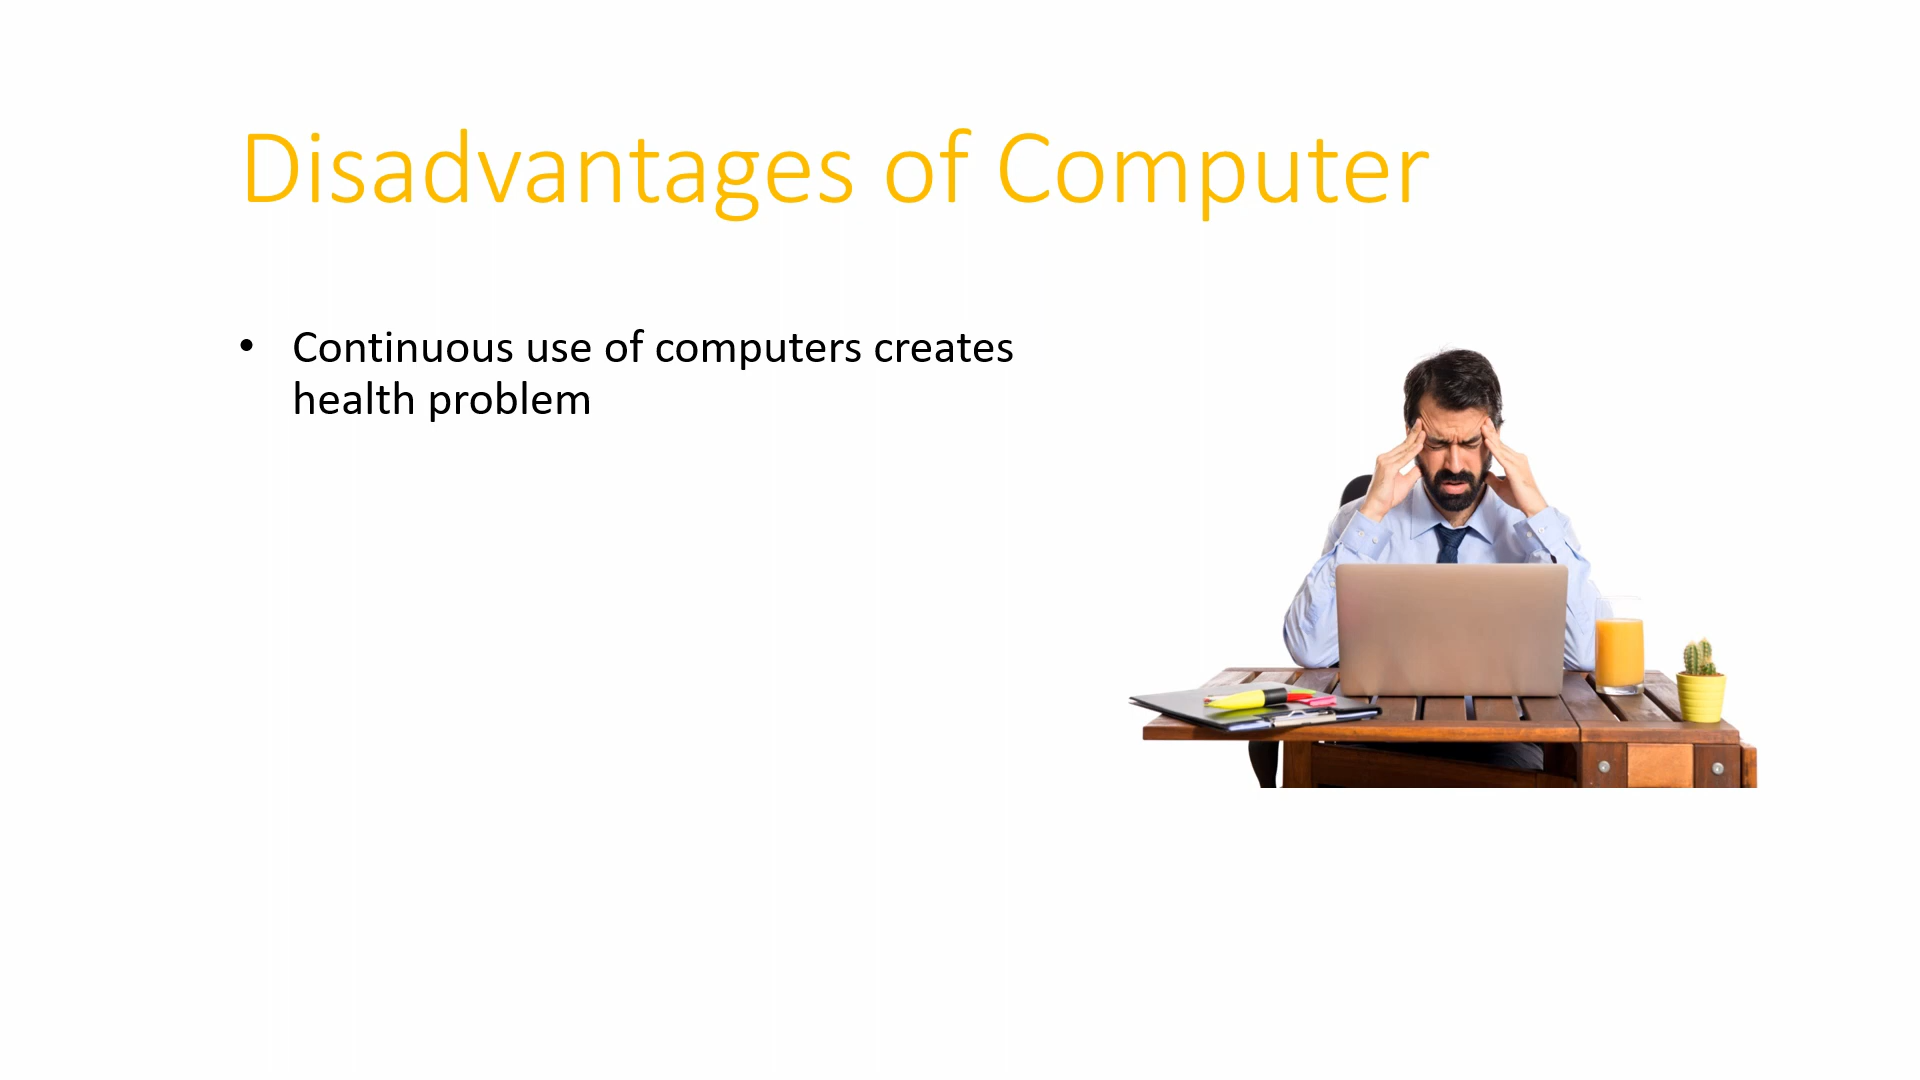 Disadvantages of Computer
• Continuous use of computers creates
health problem